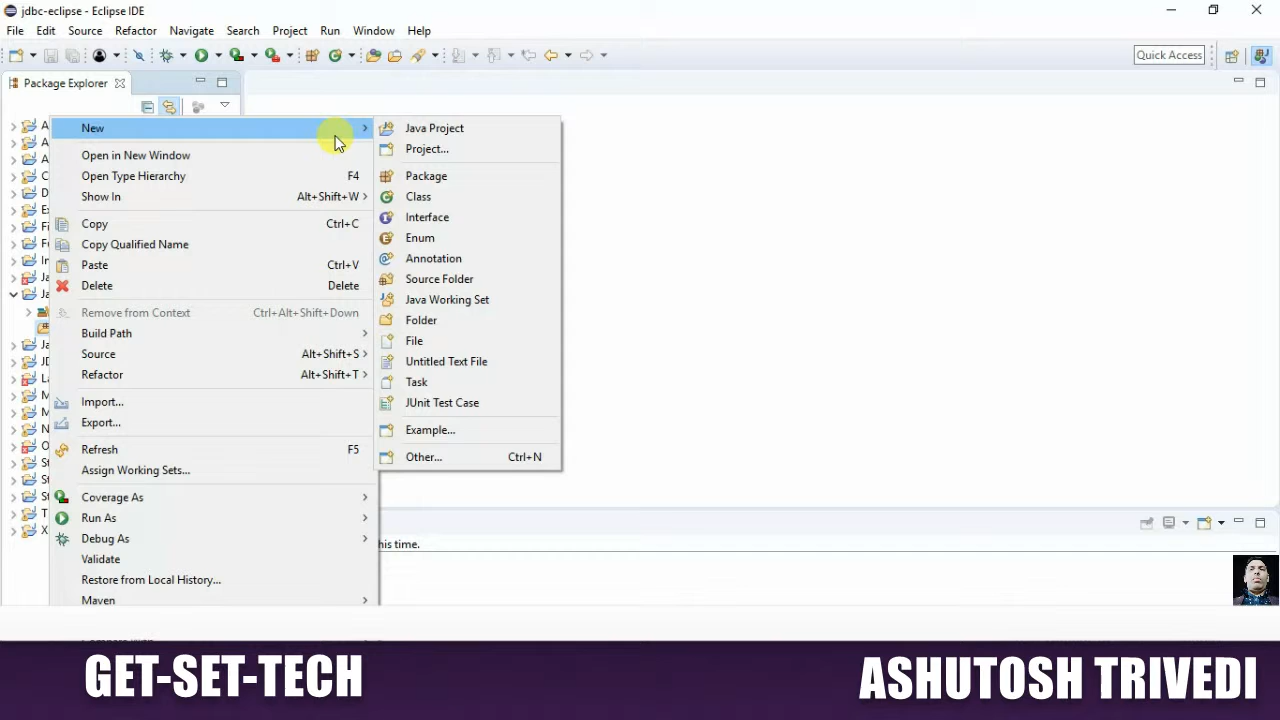 jdbc-eclipse - Eclipse IDE
File Edit Source Refactor Navigate Search Project Run Window Help
Quick Access
Package Explorer
New
Open in New Window
Open Type Hierarchy F4
Show In Alt+Shift+W
Copy Ctrl+C
Copy Qualified Name
Paste Ctrl+V
Delete Delete
Remove from Context Ctrl+Alt+Shift+Down
Build Path
Source Alt+Shift+S
Refactor Alt+Shift+T
Import...
Export...
Refresh F5
Assign Working Sets...
Coverage As
Run As
Debug As
Validate
Restore from Local History...
Maven
Java Project
Project...
Package
Class
Interface
Enum
Annotation
Source Folder
Java Working Set
Folder
File
Untitled Text File
Task
JUnit Test Case
Example...
Other... Ctrl+N
his time.
GET-SET-TECH
ASHUTOSH TRIVEDI